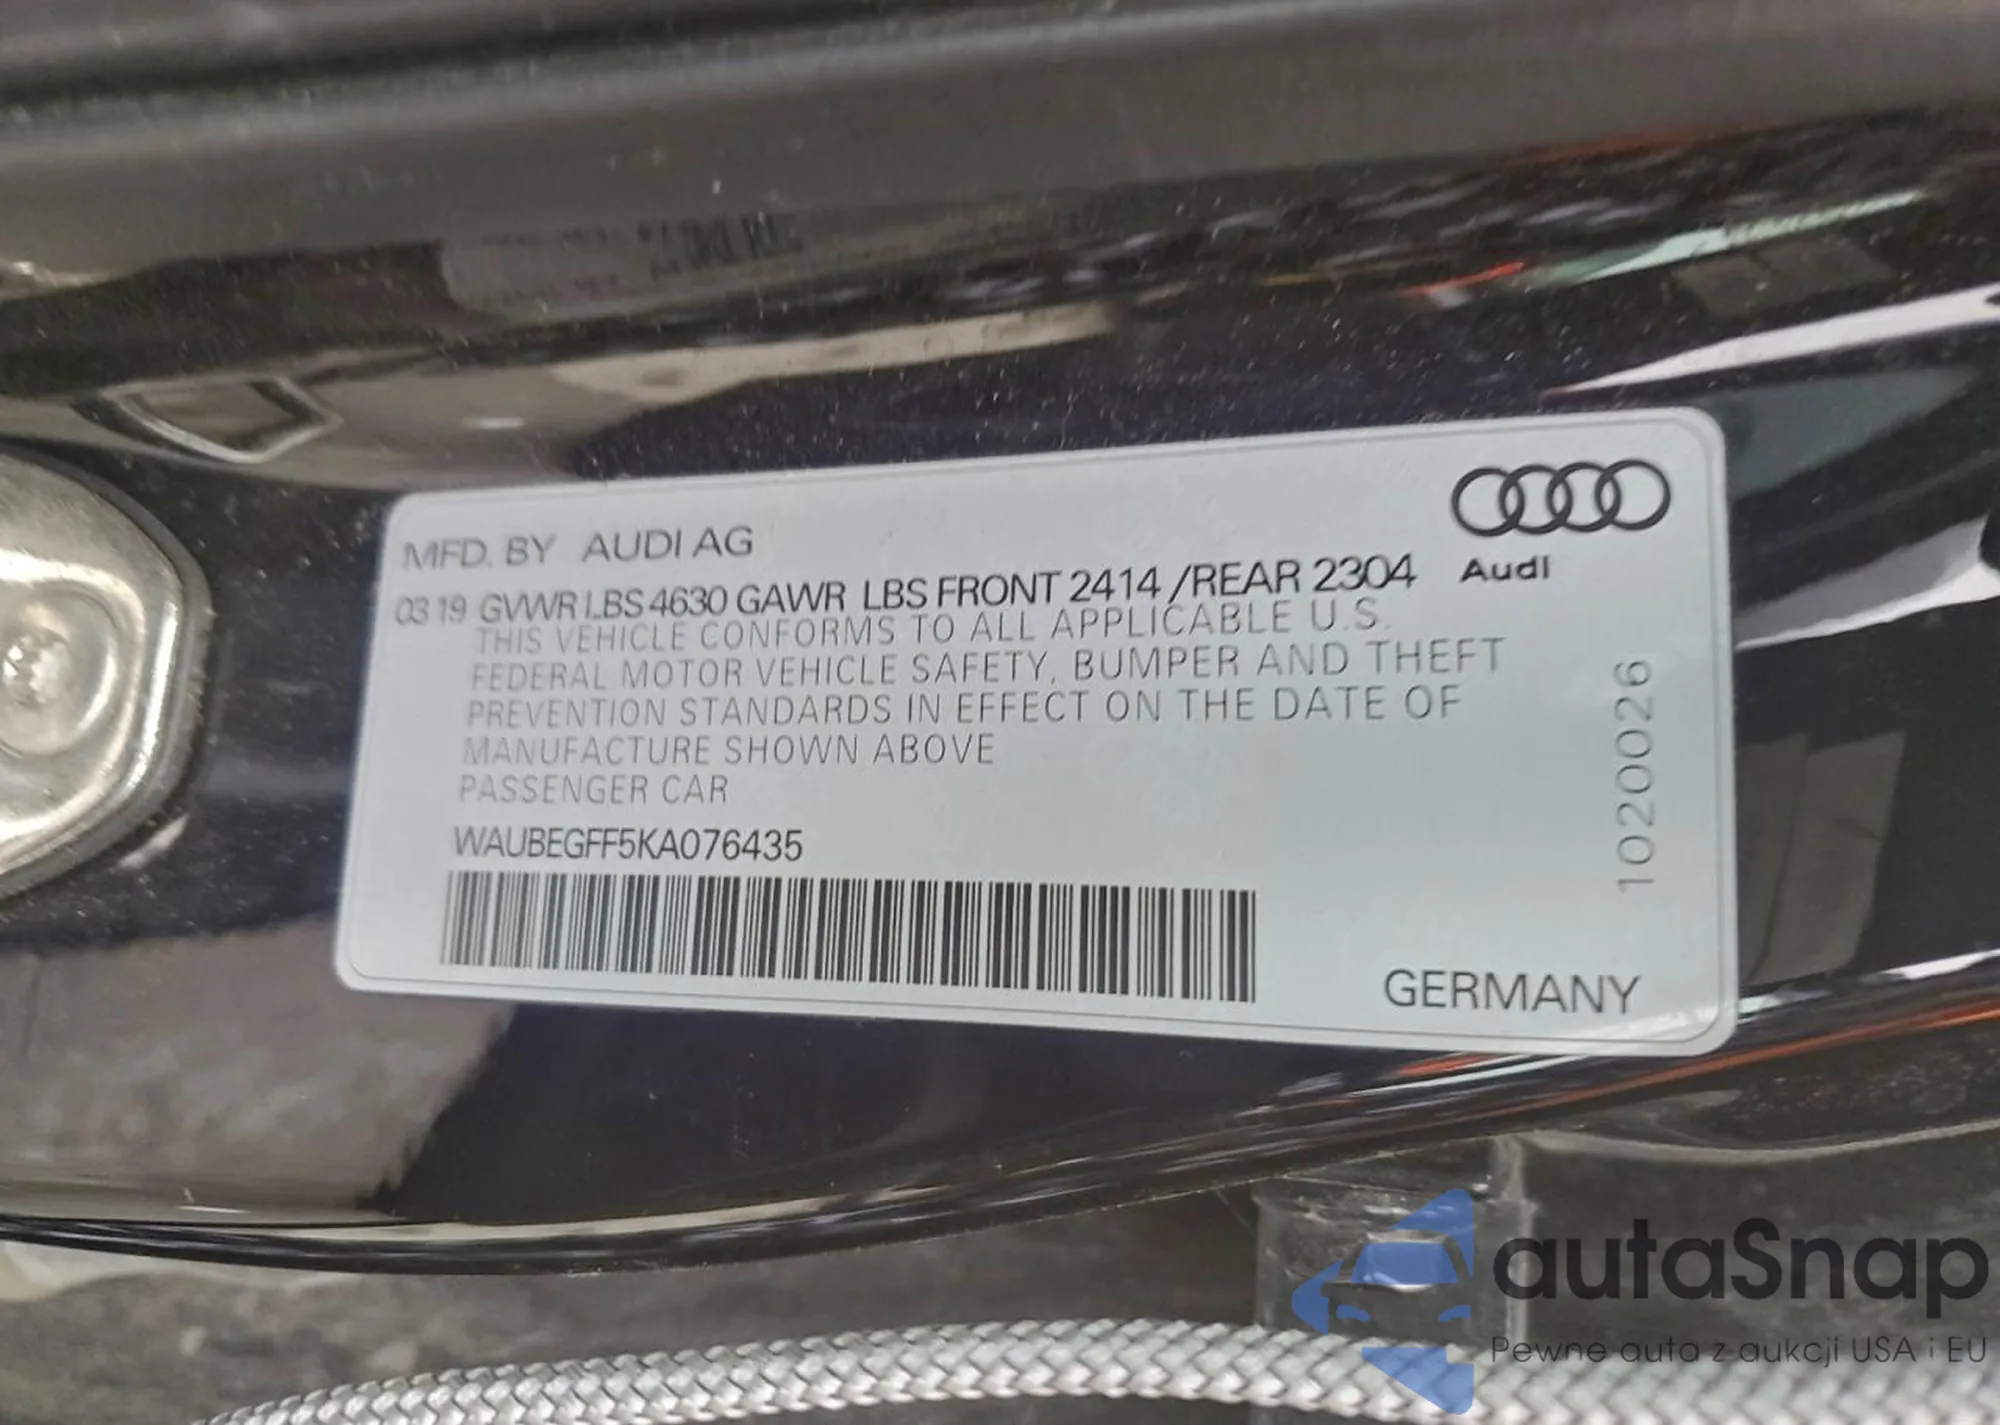 MFD. BY AUDI AG
03 19 GVWR LBS 4630 GAWR LBS FRONT 2414 /REAR 2304
Audi
THIS VEHICLE CONFORMS TO ALL APPLICABLE U.S.
FEDERAL MOTOR VEHICLE SAFETY, BUMPER AND THEFT
PREVENTION STANDARDS IN EFFECT ON THE DATE OF
MANUFACTURE SHOWN ABOVE
PASSENGER CAR
WAUBEGFF5KA076435
1020026
GERMANY
autaSnap
Pewne auta z aukcji USA i EU